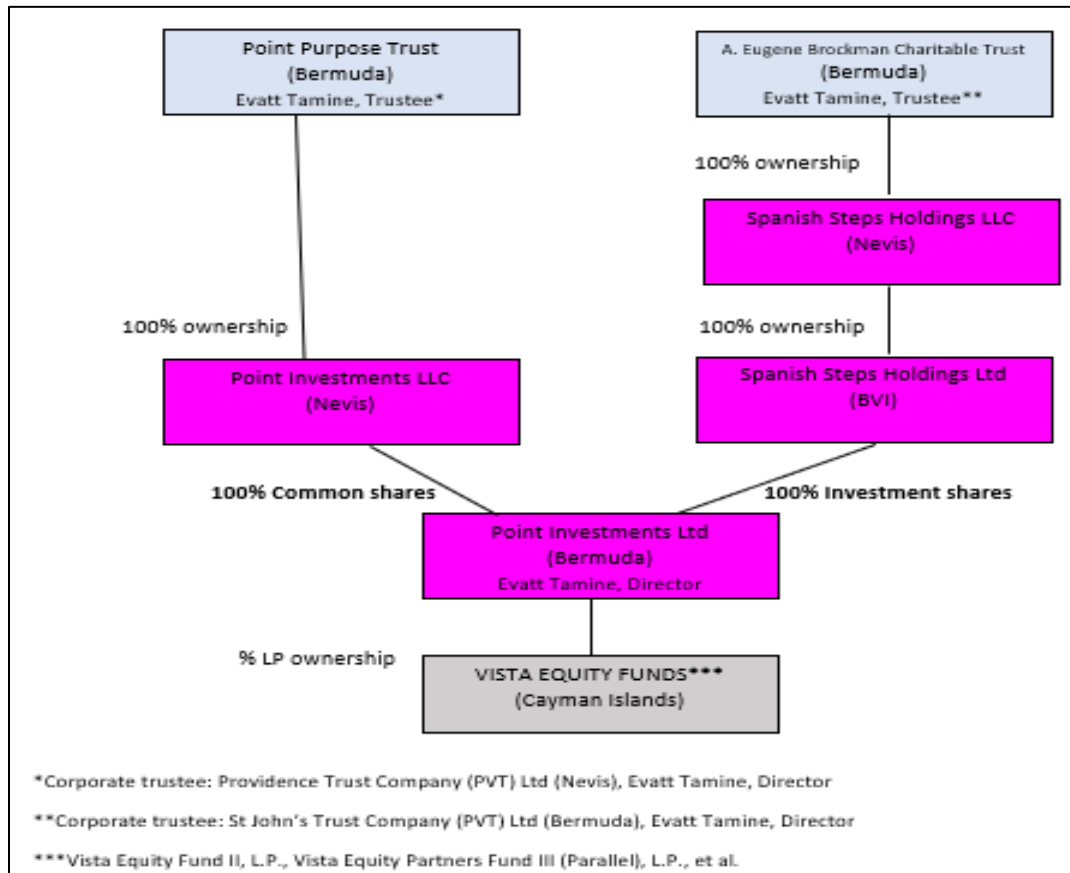 Point Purpose Trust
(Bermuda)
Evatt Tamine, Trustee*
A. Eugene Brockman Charitable Trust
(Bermuda)
Evatt Tamine, Trustee**
100% ownership
Spanish Steps Holdings LLC
(Nevis)
100% ownership
100% ownership
Point Investments LLC
(Nevis)
Spanish Steps Holdings Ltd
(BVI)
100% Common shares
100% Investment shares
Point Investments Ltd
(Bermuda)
Evatt Tamine, Director
% LP ownership
VISTA EQUITY FUNDS***
(Cayman Islands)
*Corporate trustee: Providence Trust Company (PVT) Ltd (Nevis), Evatt Tamine, Director
**Corporate trustee: St John's Trust Company (PVT) Ltd (Bermuda), Evatt Tamine, Director
***Vista Equity Fund II, L.P., Vista Equity Partners Fund III (Parallel), L.P., et al.